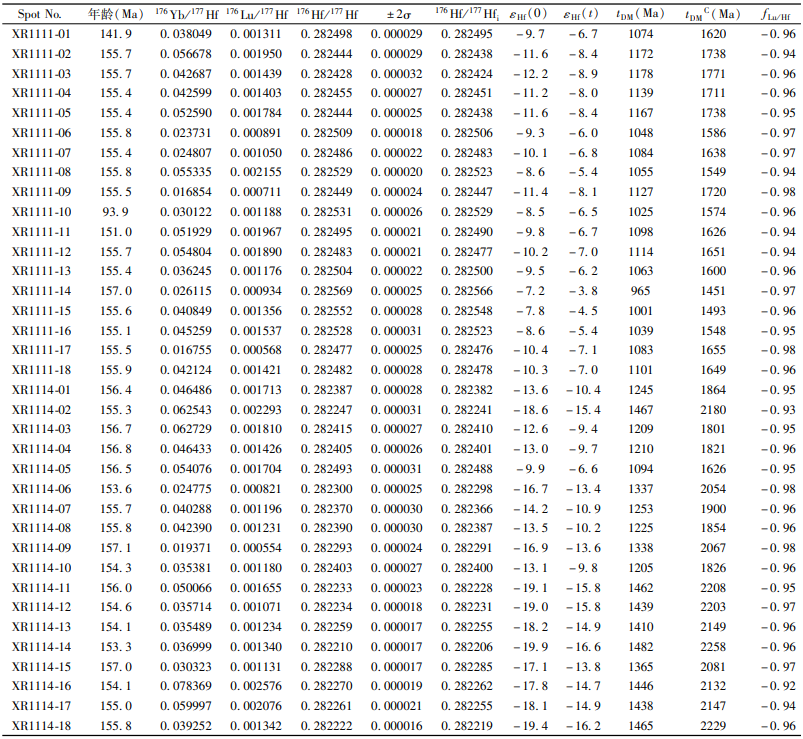 Spot No. 年龄(Ma) ¹⁷⁶Yb/¹⁷⁷Hf ¹⁷⁶Lu/¹⁷⁷Hf ¹⁷⁶Hf/¹⁷⁷Hf ±2σ ¹⁷⁶Hf/¹⁷⁷Hfᵢ εHf(0) εHf(t) tDM(Ma) tDMᶜ(Ma) fLu/Hf
XR1111-01 141.9 0.038049 0.001311 0.282498 0.000029 0.282495 -9.7 -6.7 1074 1620 -0.96
XR1111-02 155.7 0.056678 0.001950 0.282444 0.000029 0.282438 -11.6 -8.4 1172 1738 -0.94
XR1111-03 155.7 0.042687 0.001439 0.282428 0.000032 0.282424 -12.2 -8.9 1178 1771 -0.96
XR1111-04 155.4 0.042599 0.001403 0.282455 0.000027 0.282451 -11.2 -8.0 1139 1711 -0.96
XR1111-05 155.4 0.052590 0.001784 0.282444 0.000025 0.282438 -11.6 -8.4 1167 1738 -0.95
XR1111-06 155.8 0.023731 0.000891 0.282509 0.000018 0.282506 -9.3 -6.0 1048 1586 -0.97
XR1111-07 155.4 0.024807 0.001050 0.282486 0.000022 0.282483 -10.1 -6.8 1084 1638 -0.97
XR1111-08 155.8 0.055335 0.002155 0.282529 0.000020 0.282523 -8.6 -5.4 1055 1549 -0.94
XR1111-09 155.5 0.016854 0.000711 0.282449 0.000024 0.282447 -11.4 -8.1 1127 1720 -0.98
XR1111-10 93.9 0.030122 0.001188 0.282531 0.000026 0.282529 -8.5 -6.5 1025 1574 -0.96
XR1111-11 151.0 0.051929 0.001967 0.282495 0.000021 0.282490 -9.8 -6.7 1098 1626 -0.94
XR1111-12 155.7 0.054804 0.001890 0.282483 0.000021 0.282477 -10.2 -7.0 1114 1651 -0.94
XR1111-13 155.4 0.036245 0.001176 0.282504 0.000022 0.282500 -9.5 -6.2 1063 1600 -0.96
XR1111-14 157.0 0.026115 0.000934 0.282569 0.000025 0.282566 -7.2 -3.8 965 1451 -0.97
XR1111-15 155.6 0.040849 0.001356 0.282552 0.000028 0.282548 -7.8 -4.5 1001 1493 -0.96
XR1111-16 155.1 0.045259 0.001537 0.282528 0.000031 0.282523 -8.6 -5.4 1039 1548 -0.95
XR1111-17 155.5 0.016755 0.000568 0.282477 0.000025 0.282476 -10.4 -7.1 1083 1655 -0.98
XR1111-18 155.9 0.042124 0.001421 0.282482 0.000028 0.282478 -10.3 -7.0 1101 1649 -0.96
XR1114-01 156.4 0.046486 0.001713 0.282387 0.000028 0.282382 -13.6 -10.4 1245 1864 -0.95
XR1114-02 155.3 0.062543 0.002293 0.282247 0.000031 0.282241 -18.6 -15.4 1467 2180 -0.93
XR1114-03 156.7 0.062729 0.001810 0.282415 0.000027 0.282410 -12.6 -9.4 1209 1801 -0.95
XR1114-04 156.8 0.046433 0.001426 0.282405 0.000026 0.282401 -13.0 -9.7 1210 1821 -0.96
XR1114-05 156.5 0.054076 0.001704 0.282493 0.000031 0.282488 -9.9 -6.6 1094 1626 -0.95
XR1114-06 153.6 0.024775 0.000821 0.282300 0.000025 0.282298 -16.7 -13.4 1337 2054 -0.98
XR1114-07 155.7 0.040288 0.001196 0.282370 0.000030 0.282366 -14.2 -10.9 1253 1900 -0.96
XR1114-08 155.8 0.042390 0.001231 0.282390 0.000030 0.282387 -13.5 -10.2 1225 1854 -0.96
XR1114-09 157.1 0.019371 0.000554 0.282293 0.000024 0.282291 -16.9 -13.6 1338 2067 -0.98
XR1114-10 154.3 0.035381 0.001180 0.282403 0.000027 0.282400 -13.1 -9.8 1205 1826 -0.96
XR1114-11 156.0 0.050066 0.001655 0.282233 0.000023 0.282228 -19.1 -15.8 1462 2208 -0.95
XR1114-12 154.6 0.035714 0.001071 0.282234 0.000018 0.282231 -19.0 -15.8 1439 2203 -0.97
XR1114-13 154.1 0.035489 0.001234 0.282259 0.000017 0.282255 -18.2 -14.9 1410 2149 -0.96
XR1114-14 153.3 0.036999 0.001340 0.282210 0.000017 0.282206 -19.9 -16.6 1482 2258 -0.96
XR1114-15 157.0 0.030323 0.001131 0.282288 0.000017 0.282285 -17.1 -13.8 1365 2081 -0.97
XR1114-16 154.1 0.078369 0.002576 0.282270 0.000019 0.282262 -17.8 -14.7 1446 2132 -0.92
XR1114-17 155.0 0.059997 0.002076 0.282261 0.000021 0.282255 -18.1 -14.9 1438 2147 -0.94
XR1114-18 155.8 0.039252 0.001342 0.282222 0.000016 0.282219 -19.4 -16.2 1465 2229 -0.96